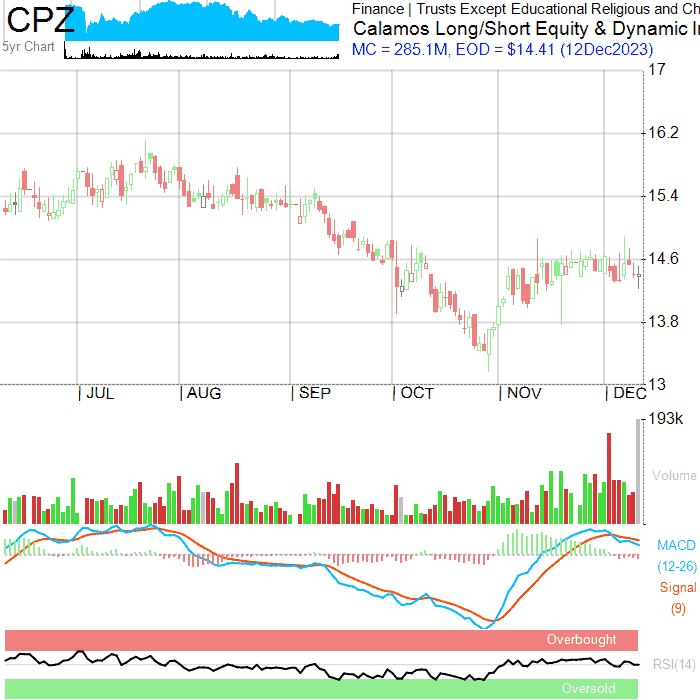 CPZ
5yr Chart
Finance | Trusts Except Educational Religious and Ch
Calamos Long/Short Equity & Dynamic In
MC = 285.1M, EOD = $14.41 (12Dec2023)
17
16.2
15.4
14.6
13.8
13
| JUL | AUG | SEP | OCT | NOV | DEC
193k
Volume
MACD
(12-26)
Signal
(9)
Overbought
RSI(14)
Oversold